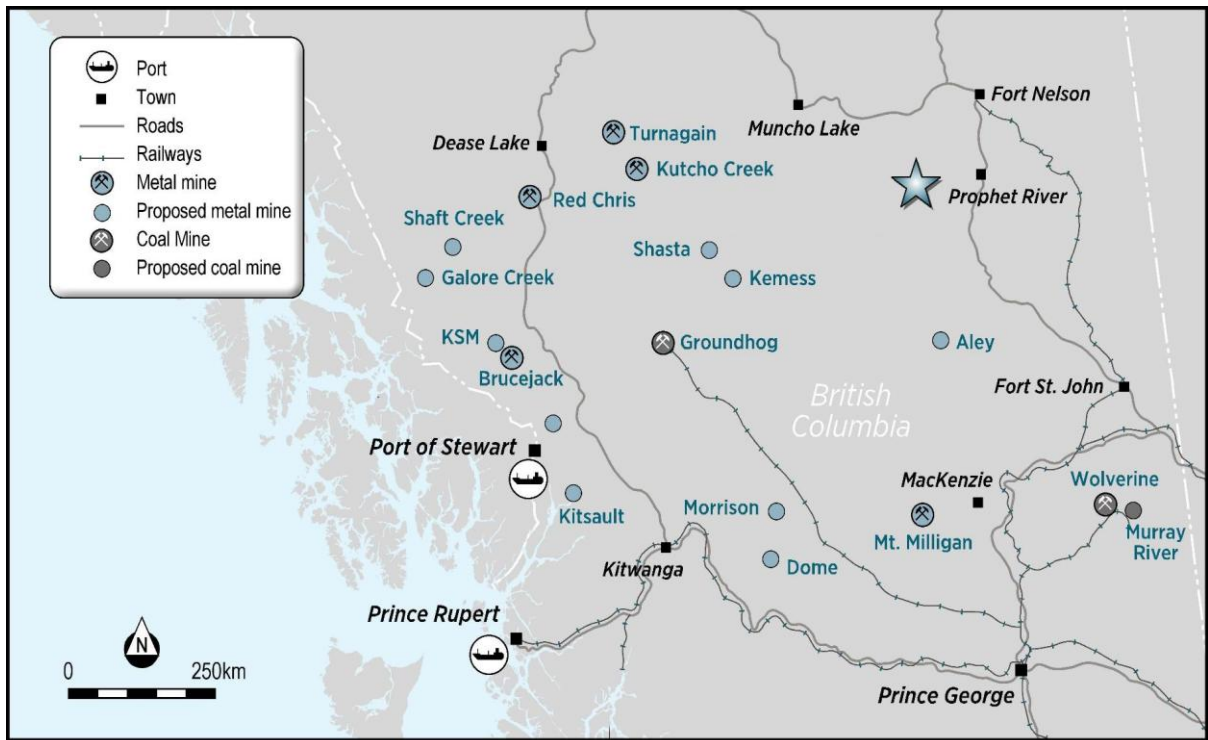 Port
Town
Roads
Railways
Metal mine
Proposed metal mine
Coal Mine
Proposed coal mine
Fort Nelson
Muncho Lake
Turnagain
Dease Lake
Kutcho Creek
Prophet River
Red Chris
Shaft Creek
Shasta
Galore Creek
Kemess
KSM
Groundhog
Aley
Brucejack
Fort St. John
British
Columbia
Port of Stewart
MacKenzie
Wolverine
Kitsault
Morrison
Mt. Milligan
Murray
River
Kitwanga
Dome
Prince Rupert
N
0
250km
Prince George